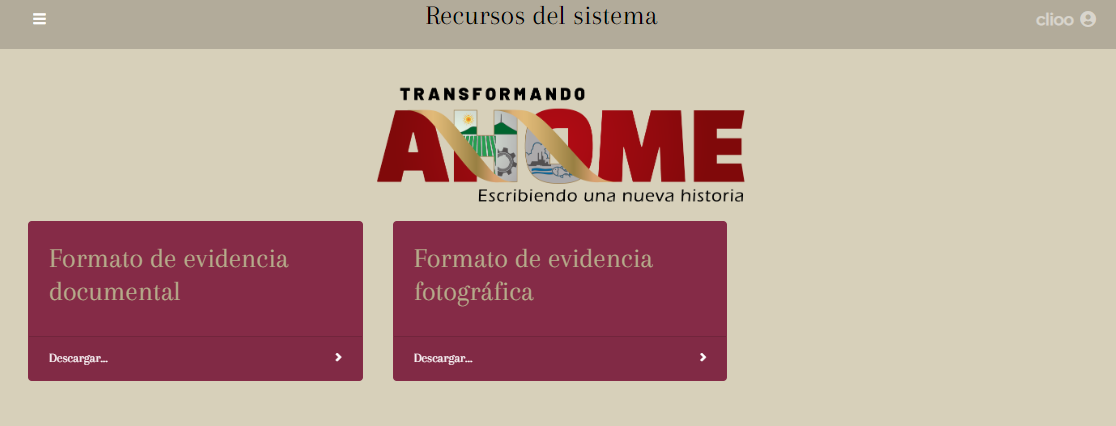 Recursos del sistema
clioo
TRANSFORMANDO
AHOME
Escribiendo una nueva historia
Formato de evidencia
documental
Descargar...
Formato de evidencia
fotográfica
Descargar...